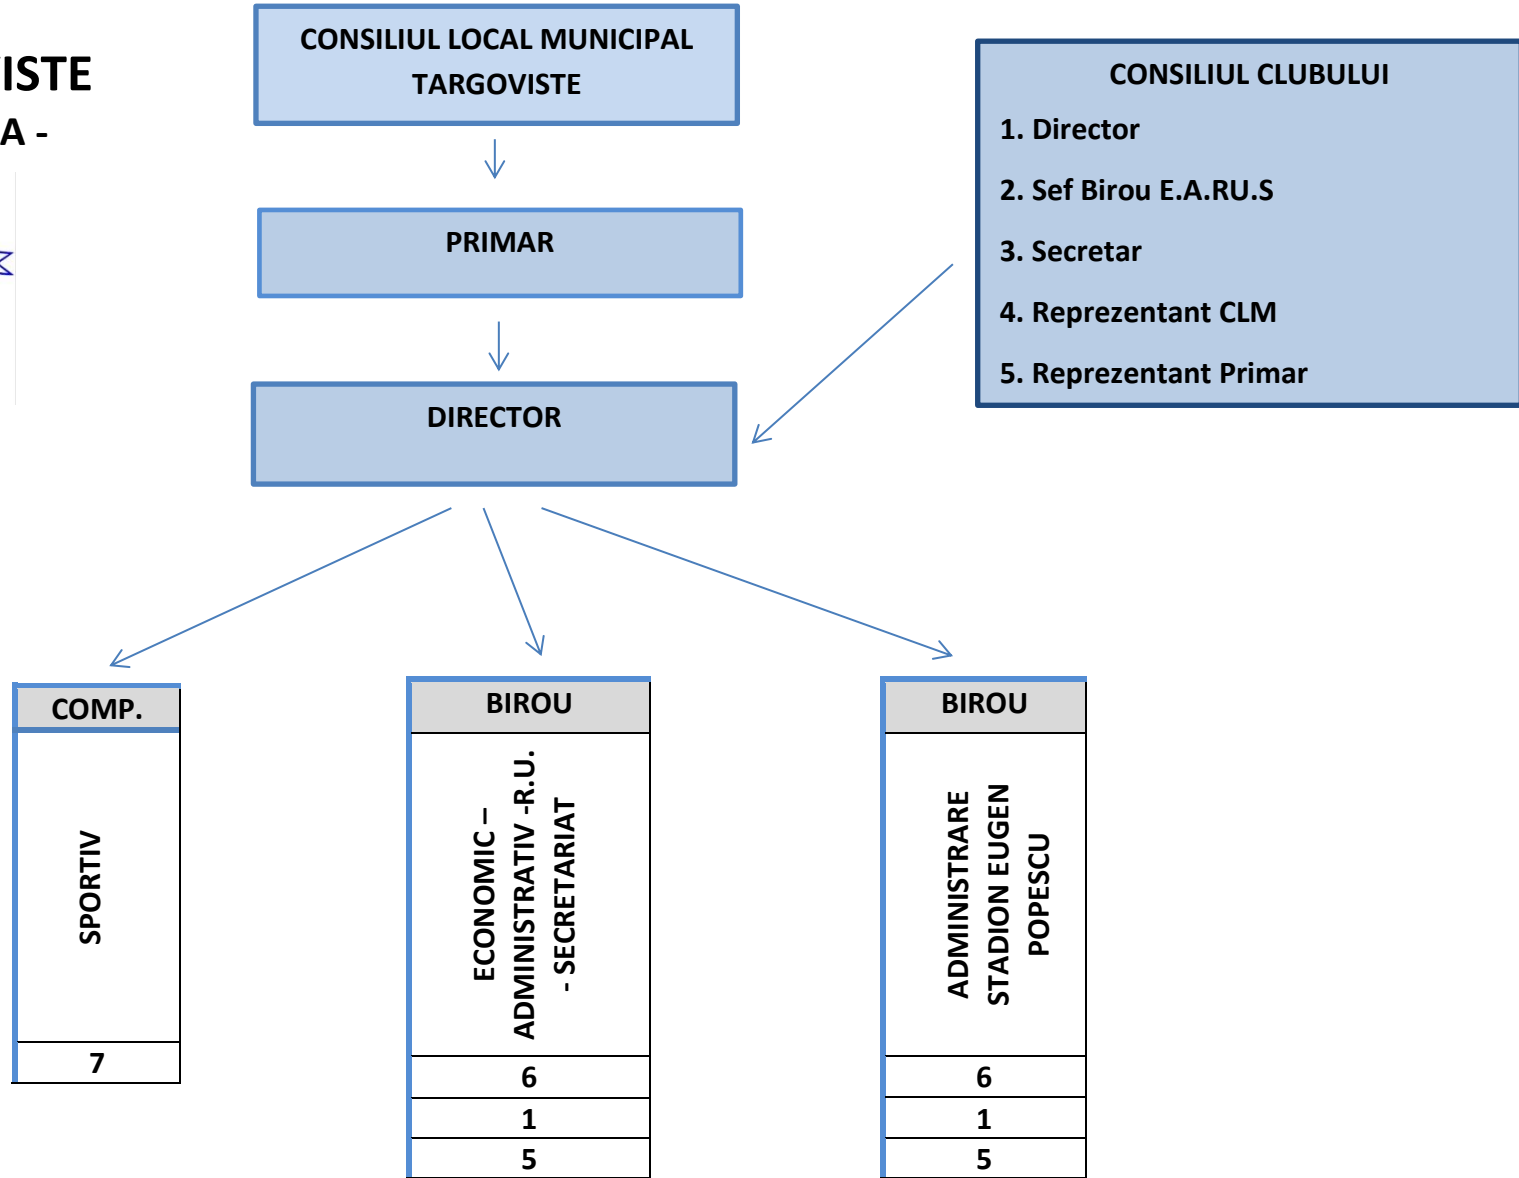 ISTE
A -
CONSILIUL LOCAL MUNICIPAL
TARGOVISTE
PRIMAR
DIRECTOR
CONSILIUL CLUBULUI
1. Director
2. Sef Birou E.A.RU.S
3. Secretar
4. Reprezentant CLM
5. Reprezentant Primar
COMP.
SPORTIV
7
BIROU
ECONOMIC –
ADMINISTRATIV -R.U.
- SECRETARIAT
6
1
5
BIROU
ADMINISTRARE
STADION EUGEN
POPESCU
6
1
5